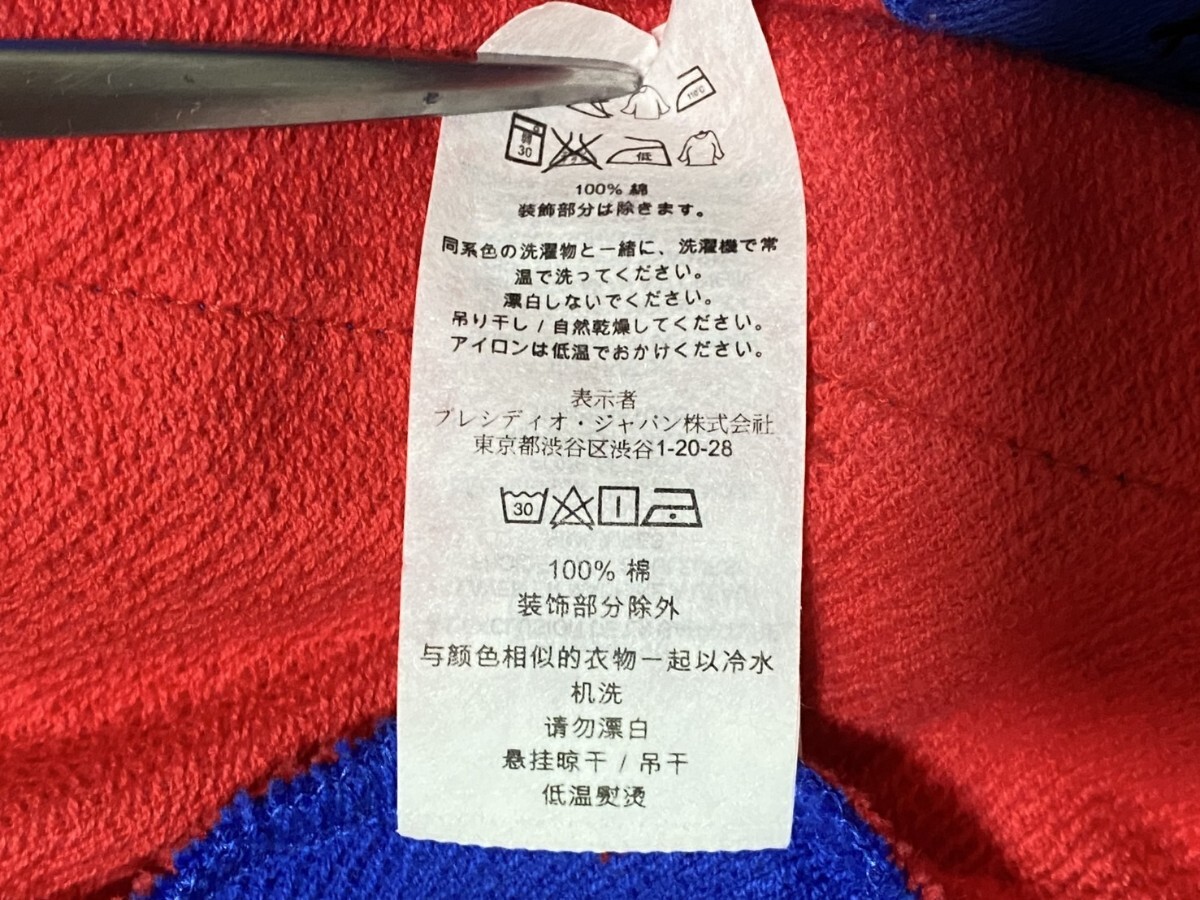 110°C
弱
30
低
100% 綿
装飾部分は除きます。
同系色の洗濯物と一緒に、洗濯機で常
温で洗ってください。
漂白しないでください。
吊り干し / 自然乾燥してください。
アイロンは低温でおかけください。
表示者
プレシディオ・ジャパン株式会社
東京都渋谷区渋谷1-20-28
30
100% 棉
装饰部分除外
与颜色相似的衣物一起以冷水
机洗
请勿漂白
悬挂晾干 / 吊干
低温熨烫